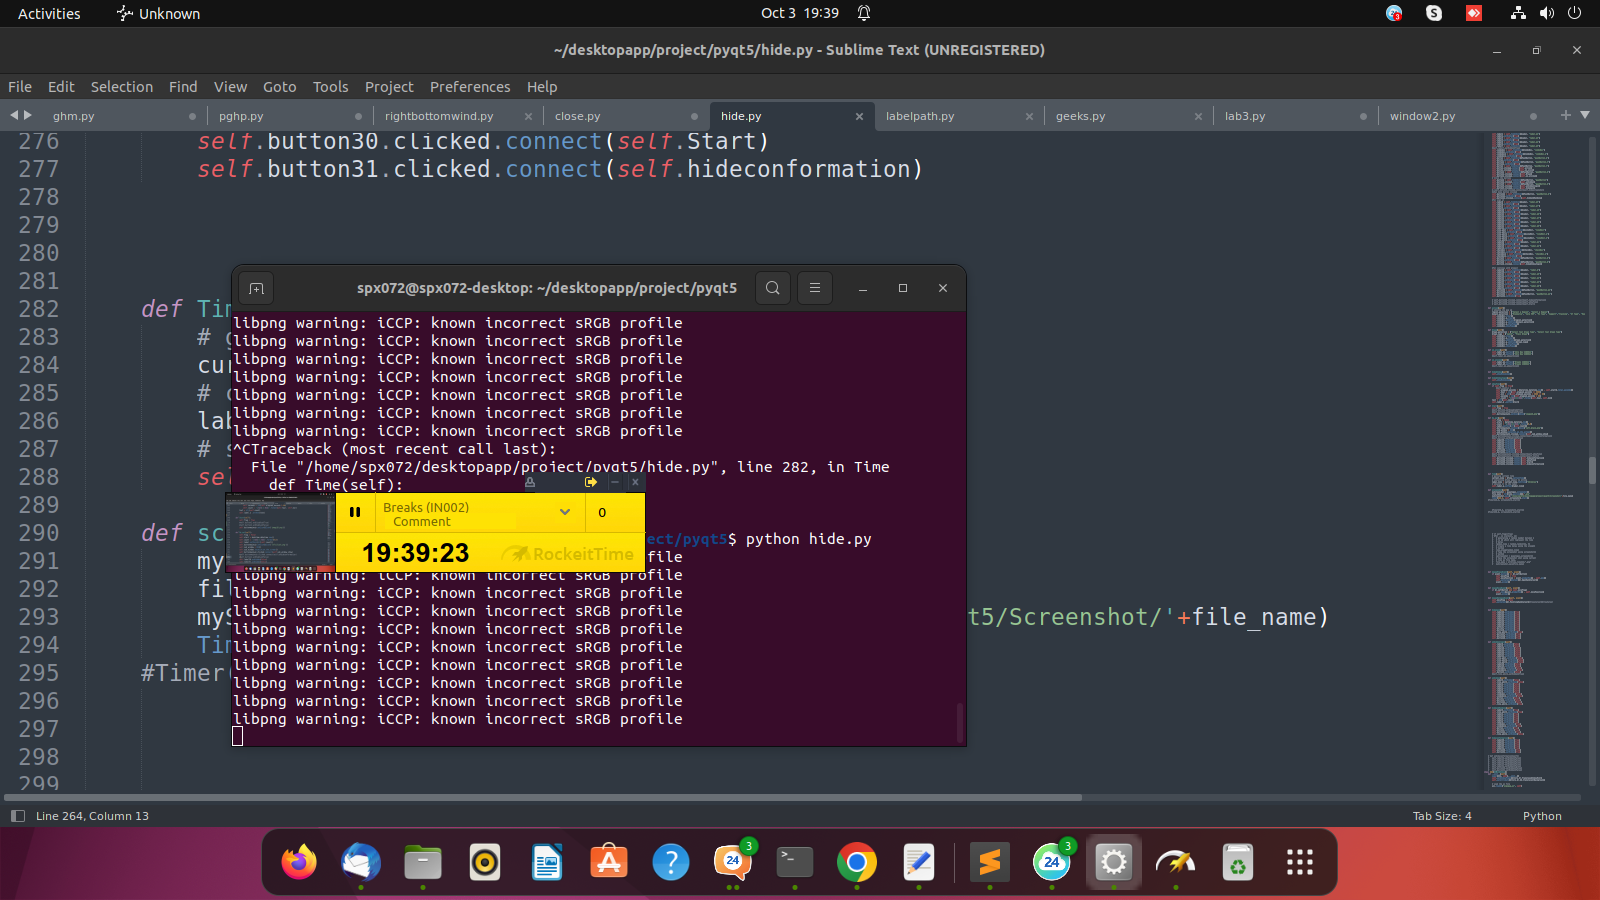 Activities
Unknown
Oct 3 19:39
~/desktopapp/project/pyqt5/hide.py - Sublime Text (UNREGISTERED)
File Edit Selection Find View Goto Tools Project Preferences Help
ghm.py
pghp.py
rightbottomwind.py
close.py
hide.py
labelpath.py
geeks.py
lab3.py
window2.py
276 self.button30.clicked.connect(self.Start)
277 self.button31.clicked.connect(self.hideconformation)
278
279
280
281
282 def Tim
283 #
284 cur
285 #
286 lab
287 #
288 se
289
290 def sc
291 my
292 fil
293 myS t5/Screenshot/'+file_name)
294 Tim
295 #Timer(
296
297
298
299
spx072@spx072-desktop: ~/desktopapp/project/pyqt5
libpng warning: iCCP: known incorrect sRGB profile
libpng warning: iCCP: known incorrect sRGB profile
libpng warning: iCCP: known incorrect sRGB profile
libpng warning: iCCP: known incorrect sRGB profile
libpng warning: iCCP: known incorrect sRGB profile
libpng warning: iCCP: known incorrect sRGB profile
libpng warning: iCCP: known incorrect sRGB profile
^CTraceback (most recent call last):
File "/home/spx072/desktopapp/project/pyqt5/hide.py", line 282, in Time
def Time(self):
Breaks (IN002)
Comment
0
19:39:23
RockeitTime
ect/pyqt5$ python hide.py
file
libpng warning: iCCP: known incorrect sRGB profile
libpng warning: iCCP: known incorrect sRGB profile
libpng warning: iCCP: known incorrect sRGB profile
libpng warning: iCCP: known incorrect sRGB profile
libpng warning: iCCP: known incorrect sRGB profile
libpng warning: iCCP: known incorrect sRGB profile
libpng warning: iCCP: known incorrect sRGB profile
libpng warning: iCCP: known incorrect sRGB profile
libpng warning: iCCP: known incorrect sRGB profile
Line 264, Column 13
Tab Size: 4
Python
24
3
24
3